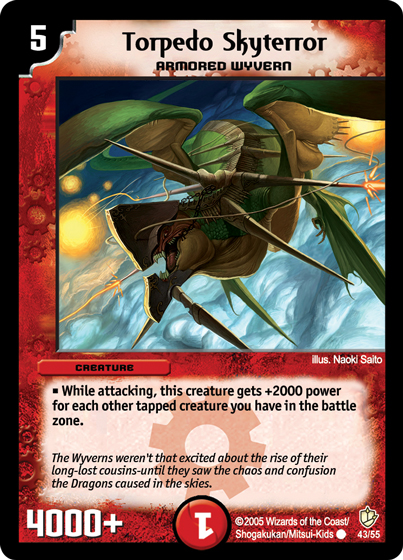 5
Torpedo Skyterror
ARMORED WYVERN
illus. Naoki Saito
CREATURE
▪ While attacking, this creature gets +2000 power
for each other tapped creature you have in the battle
zone.
The Wyverns weren't that excited about the rise of their
long-lost cousins-until they saw the chaos and confusion
the Dragons caused in the skies.
4000+
1
©2005 Wizards of the Coast/
Shogakukan/Mitsui-Kids
43/55